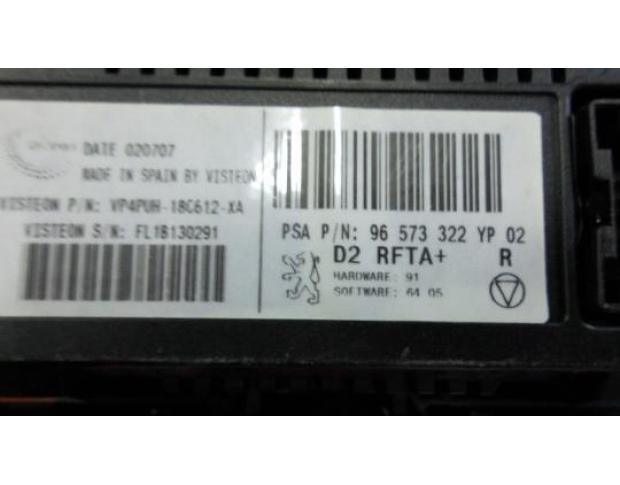 DATE 020707
MADE IN SPAIN BY VISTEON
VISTEON P/N: VP4PUH-18C612-XA
VISTEON S/N: FL18130291
PSA P/N: 96 573 322 YP 02
D2 RFTA+ R
HARDWARE: 91
SOFTWARE: 64 05